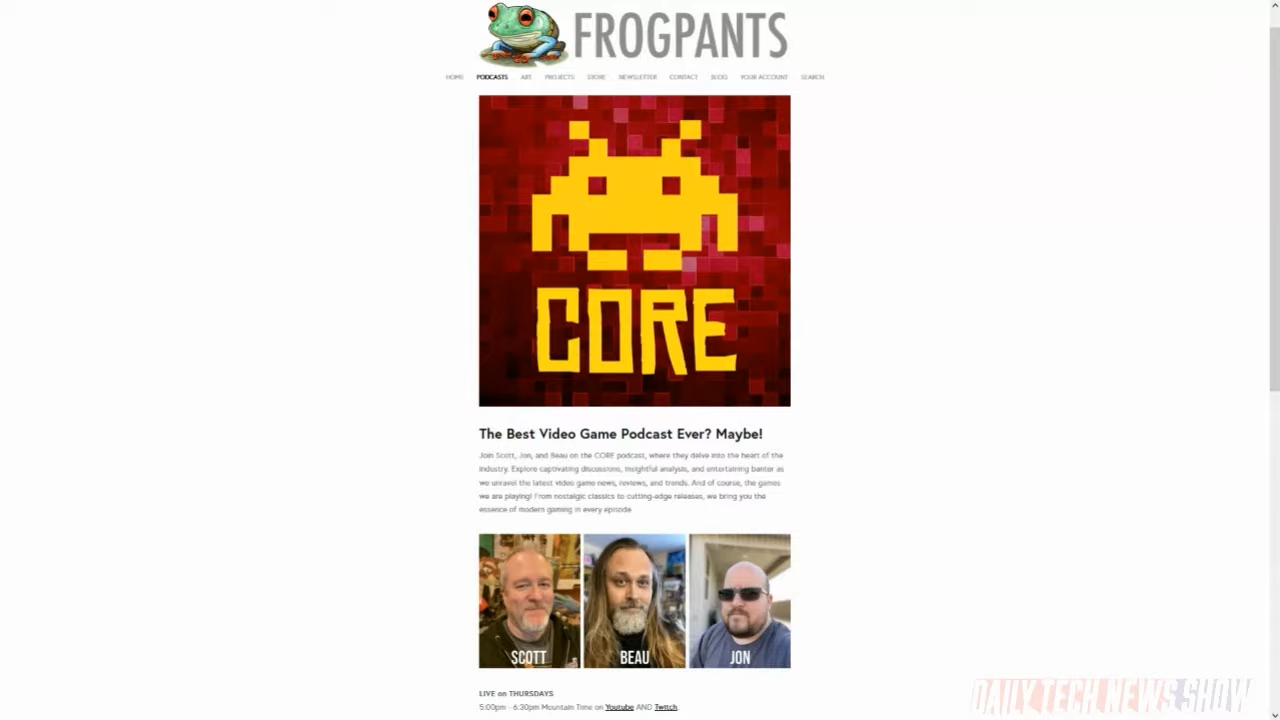 FROGPANTS
HOME PODCASTS ART PROJECTS STORE NEWSLETTER CONTACT BLOG YOUR ACCOUNT SEARCH
CORE
The Best Video Game Podcast Ever? Maybe!
Join Scott, Jon, and Beau on the CORE podcast, where they delve into the heart of the
industry. Explore captivating discussions, insightful analysis, and entertaining banter as
we unravel the latest video game news, reviews, and trends. And of course, the games
we are playing! From nostalgic classics to cutting-edge releases, we bring you the
essence of modern gaming in every episode
SCOTT BEAU JON
LIVE on THURSDAYS
5:00pm - 6:30pm Mountain Time on Youtube AND Twitch.
DAILY TECH NEWS SHOW